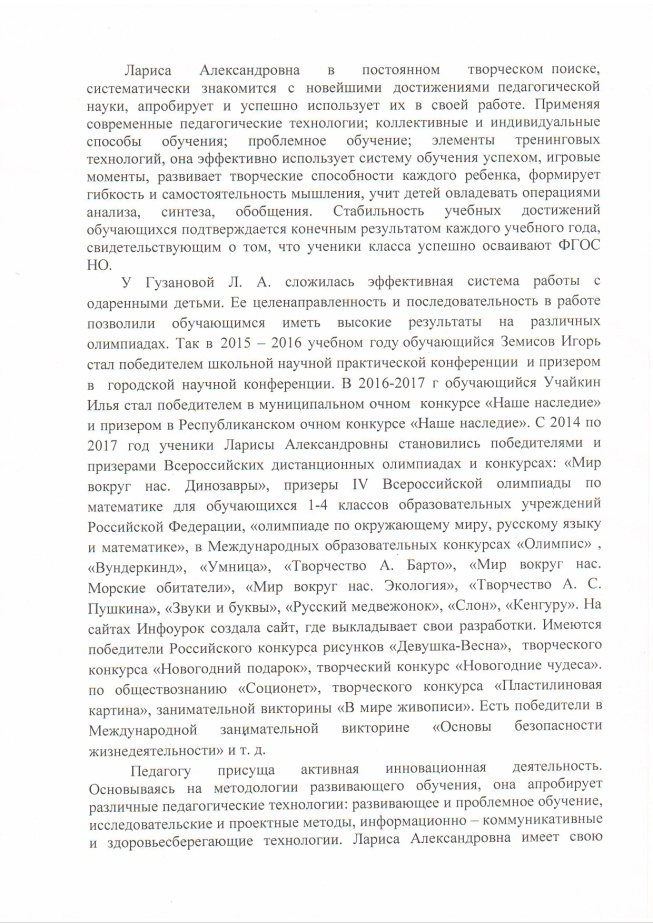 Лариса Александровна в постоянном творческом поиске,
систематически знакомится с новейшими достижениями педагогической
науки, апробирует и успешно использует их в своей работе. Применяя
современные педагогические технологии; коллективные и индивидуальные
способы обучения; проблемное обучение; элементы тренинговых
технологий, она эффективно использует систему обучения успехом, игровые
моменты, развивает творческие способности каждого ребенка, формирует
гибкость и самостоятельность мышления, учит детей овладевать операциями
анализа, синтеза, обобщения. Стабильность учебных достижений
обучающихся подтверждается конечным результатом каждого учебного года,
свидетельствующим о том, что ученики класса успешно осваивают ФГОС
НО.
У Гузановой Л. А. сложилась эффективная система работы с
одаренными детьми. Ее целенаправленность и последовательность в работе
позволили обучающимся иметь высокие результаты на различных
олимпиадах. Так в 2015 – 2016 учебном году обучающийся Земисов Игорь
стал победителем школьной научной практической конференции и призером
в городской научной конференции. В 2016-2017 г обучающийся Учайкин
Илья стал победителем в муниципальном очном конкурсе «Наше наследие»
и призером в Республиканском очном конкурсе «Наше наследие». С 2014 по
2017 год ученики Ларисы Александровны становились победителями и
призерами Всероссийских дистанционных олимпиадах и конкурсах: «Мир
вокруг нас. Динозавры», призеры IV Всероссийской олимпиады по
математике для обучающихся 1-4 классов образовательных учреждений
Российской Федерации, «олимпиаде по окружающему миру, русскому языку
и математике», в Международных образовательных конкурсах «Олимпис» ,
«Вундеркинд», «Умница», «Творчество А. Барто», «Мир вокруг нас.
Морские обитатели», «Мир вокруг нас. Экология», «Творчество А. С.
Пушкина», «Звуки и буквы», «Русский медвежонок», «Слон», «Кенгуру». На
сайтах Инфоурок создала сайт, где выкладывает свои разработки. Имеются
победители Российского конкурса рисунков «Девушка-Весна», творческого
конкурса «Новогодний подарок», творческий конкурс «Новогодние чудеса».
по обществознанию «Соционет», творческого конкурса «Пластилиновая
картина», занимательной викторины «В мире живописи». Есть победители в
Международной занимательной викторине «Основы безопасности
жизнедеятельности» и т. д.
Педагогу присуща активная инновационная деятельность.
Основываясь на методологии развивающего обучения, она апробирует
различные педагогические технологии: развивающее и проблемное обучение,
исследовательские и проектные методы, информационно – коммуникативные
и здоровьесберегающие технологии. Лариса Александровна имеет свою